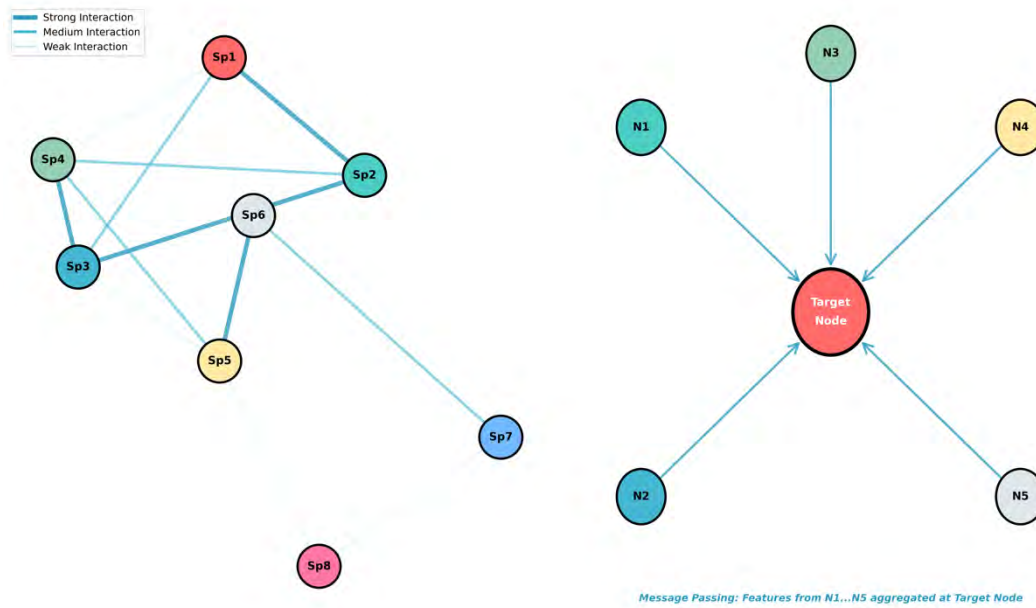 Strong Interaction
Medium Interaction
Weak Interaction
Sp1
Sp4
Sp2
Sp6
Sp3
Sp5
Sp7
Sp8
N3
N1
N4
Target
Node
N2
N5
Message Passing: Features from N1...N5 aggregated at Target Node